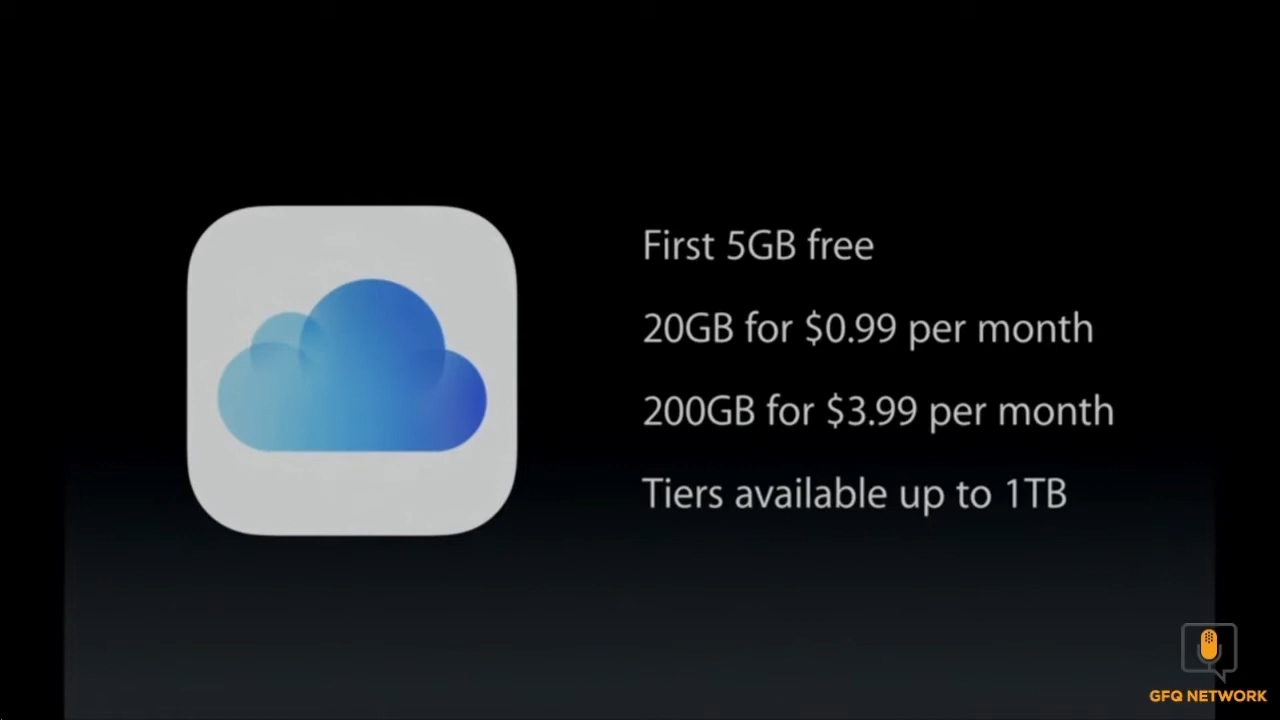 First 5GB free
20GB for $0.99 per month
200GB for $3.99 per month
Tiers available up to 1TB
GFQ NETWORK